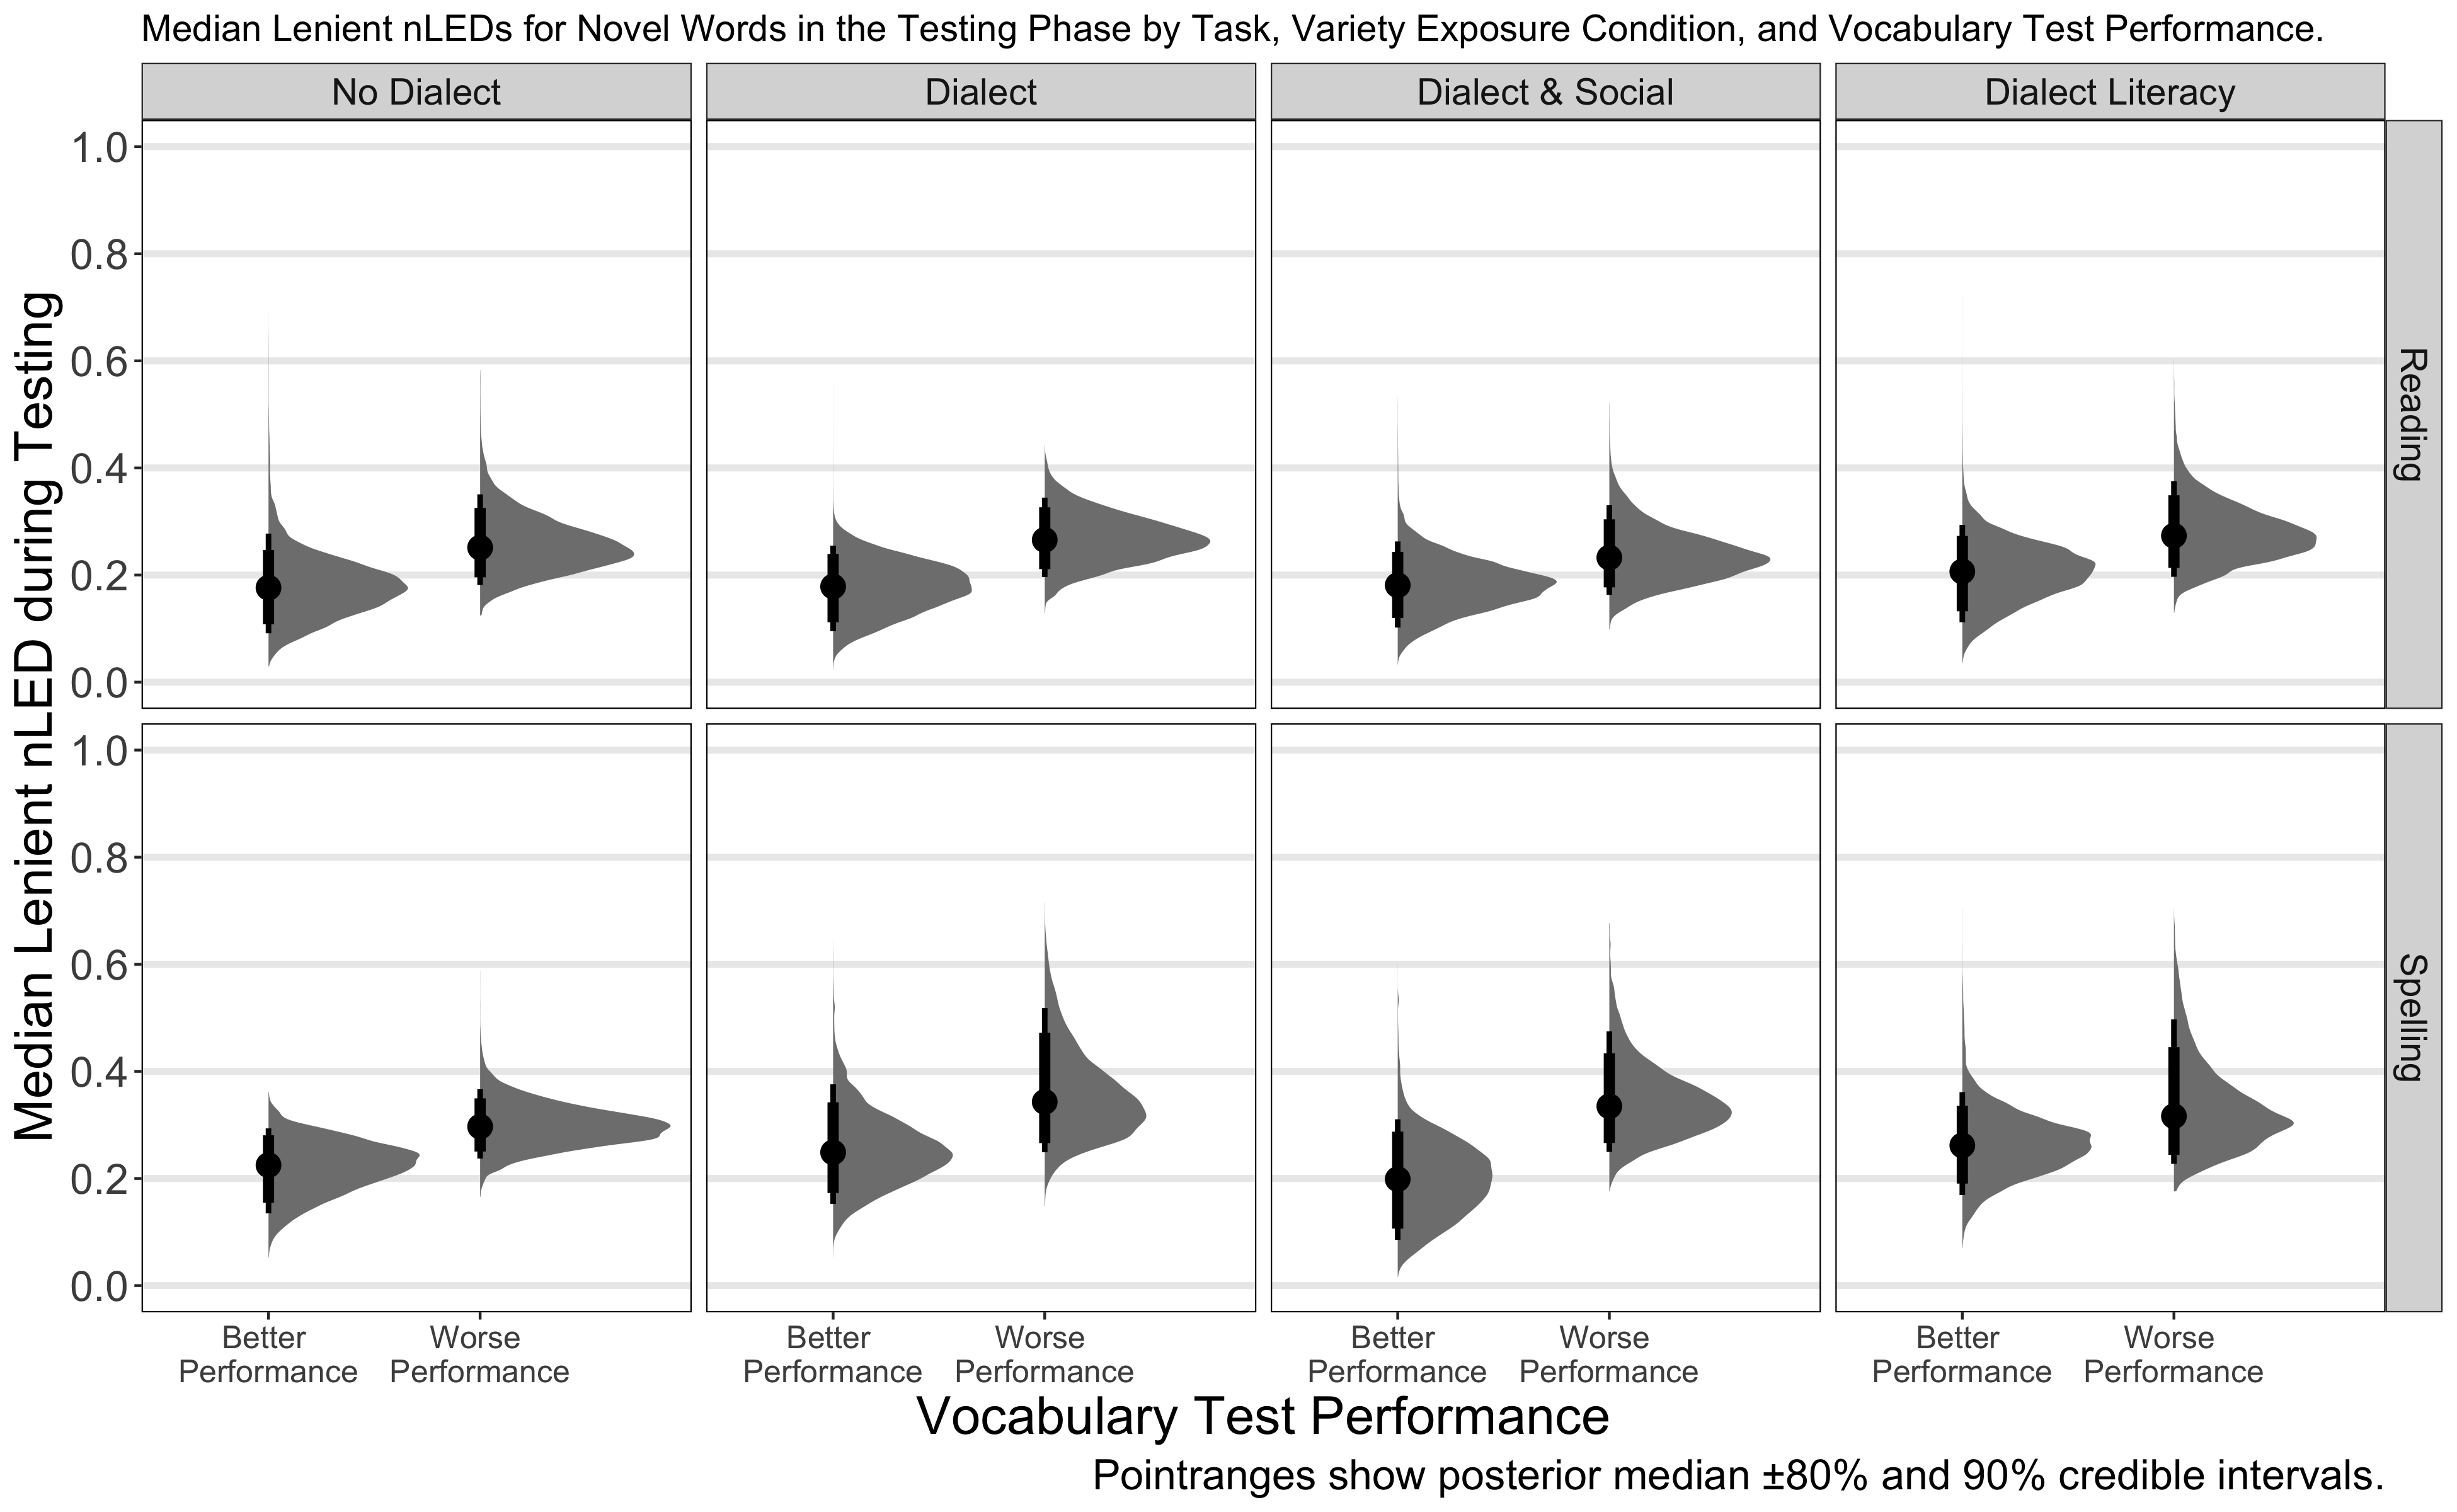 Median Lenient nLEDs for Novel Words in the Testing Phase by Task, Variety Exposure Condition, and Vocabulary Test Performance.
No Dialect
Dialect
Dialect & Social
Dialect Literacy
Median Lenient nLED during Testing
1.0
0.8
0.6
0.4
0.2
0.0
Reading
1.0
0.8
0.6
0.4
0.2
0.0
Spelling
Better
Performance
Worse
Performance
Better
Performance
Worse
Performance
Better
Performance
Worse
Performance
Better
Performance
Worse
Performance
Vocabulary Test Performance
Pointranges show posterior median ±80% and 90% credible intervals.